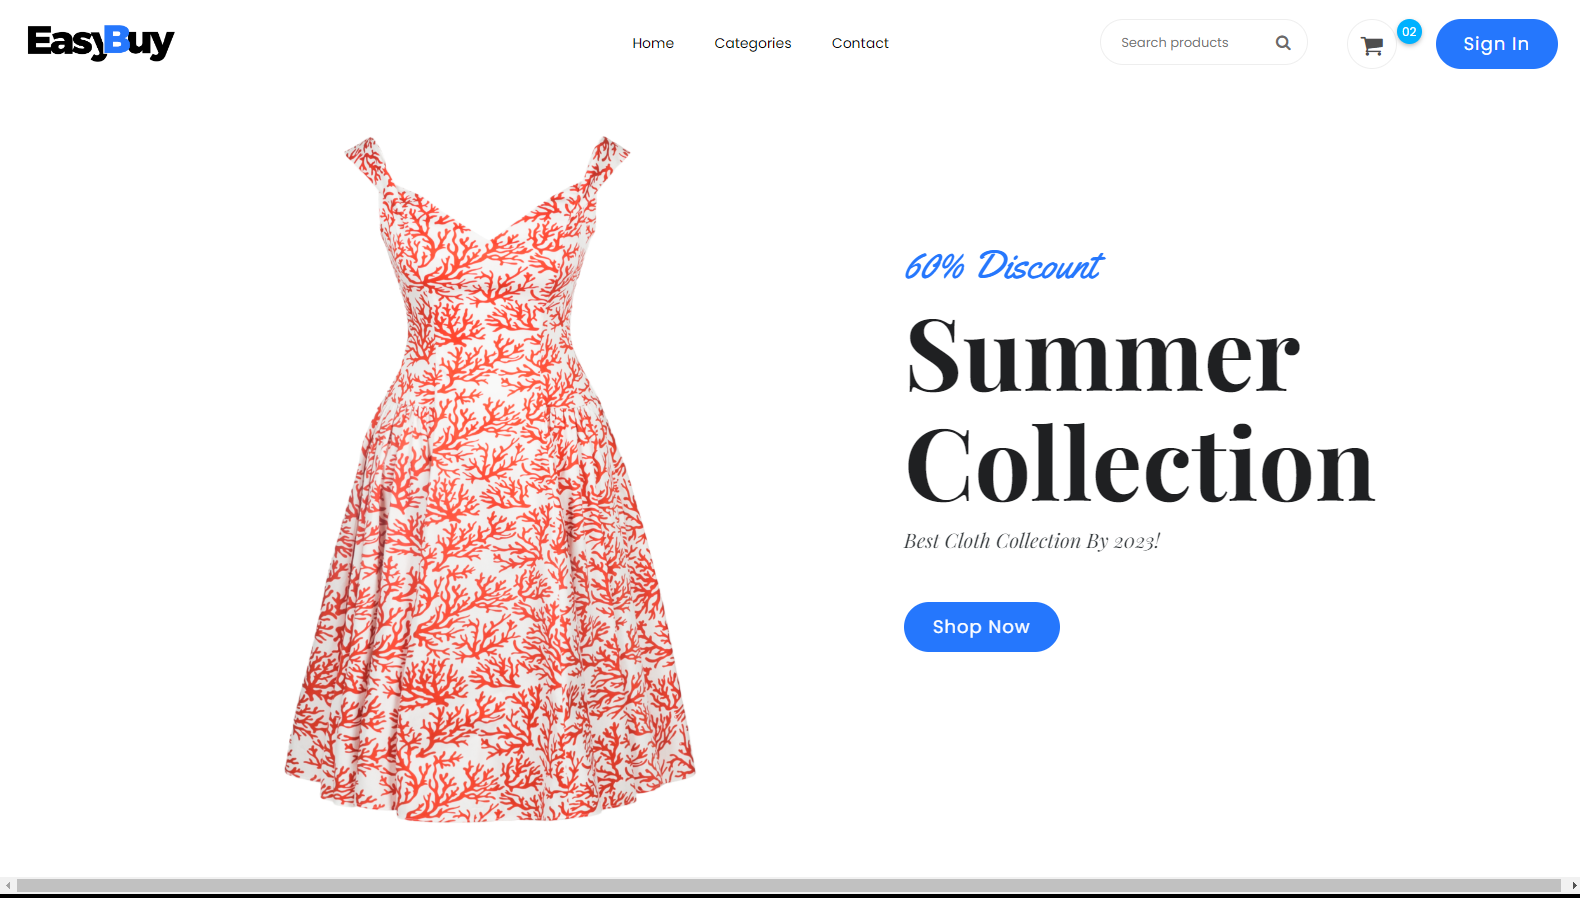 EasyBuy
Home
Categories
Contact
Search products
02
Sign In
60% Discount
Summer
Collection
Best Cloth Collection By 2023!
Shop Now